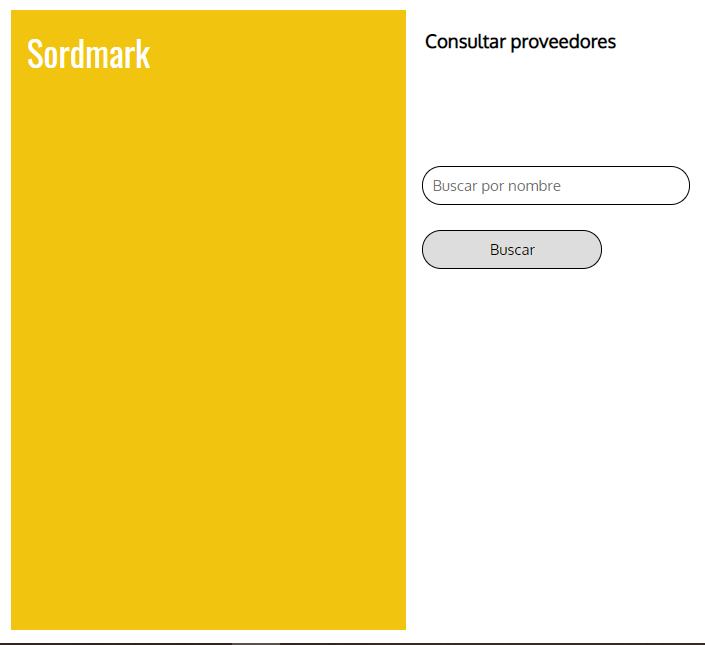 Sordmark
Consultar proveedores
Buscar por nombre
Buscar